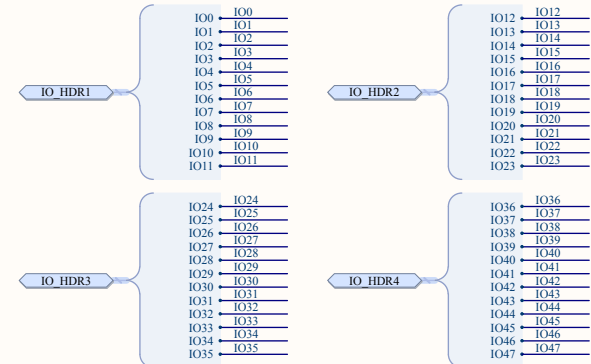 IO_HDR1
IO0 IO0
IO1 IO1
IO2 IO2
IO3 IO3
IO4 IO4
IO5 IO5
IO6 IO6
IO7 IO7
IO8 IO8
IO9 IO9
IO10 IO10
IO11 IO11
IO_HDR2
IO12 IO12
IO13 IO13
IO14 IO14
IO15 IO15
IO16 IO16
IO17 IO17
IO18 IO18
IO19 IO19
IO20 IO20
IO21 IO21
IO22 IO22
IO23 IO23
IO_HDR3
IO24 IO24
IO25 IO25
IO26 IO26
IO27 IO27
IO28 IO28
IO29 IO29
IO30 IO30
IO31 IO31
IO32 IO32
IO33 IO33
IO34 IO34
IO35 IO35
IO_HDR4
IO36 IO36
IO37 IO37
IO38 IO38
IO39 IO39
IO40 IO40
IO41 IO41
IO42 IO42
IO43 IO43
IO44 IO44
IO45 IO45
IO46 IO46
IO47 IO47